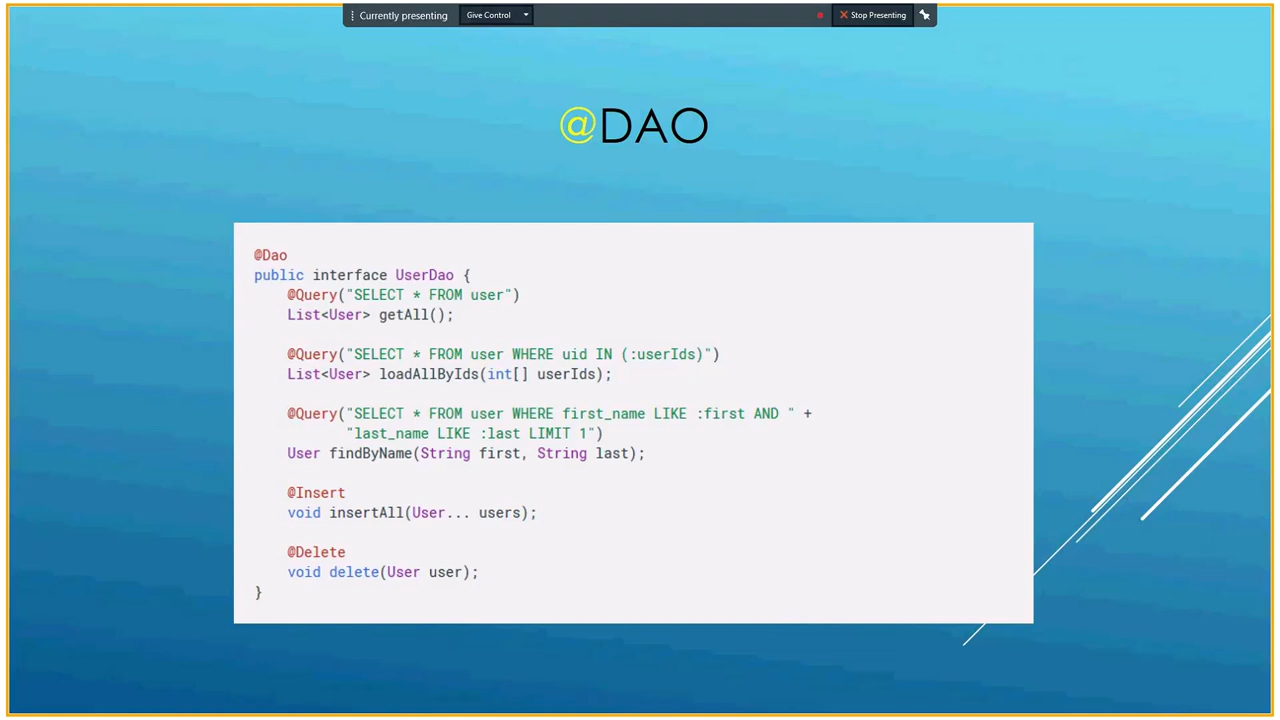 Currently presenting
Give Control
Stop Presenting
@DAO
@Dao
public interface UserDao {
    @Query("SELECT * FROM user")
    List<User> getAll();
    @Query("SELECT * FROM user WHERE uid IN (:userIds)")
    List<User> loadAllByIds(int[] userIds);
    @Query("SELECT * FROM user WHERE first_name LIKE :first AND " +
           "last_name LIKE :last LIMIT 1")
    User findByName(String first, String last);
    @Insert
    void insertAll(User... users);
    @Delete
    void delete(User user);
}